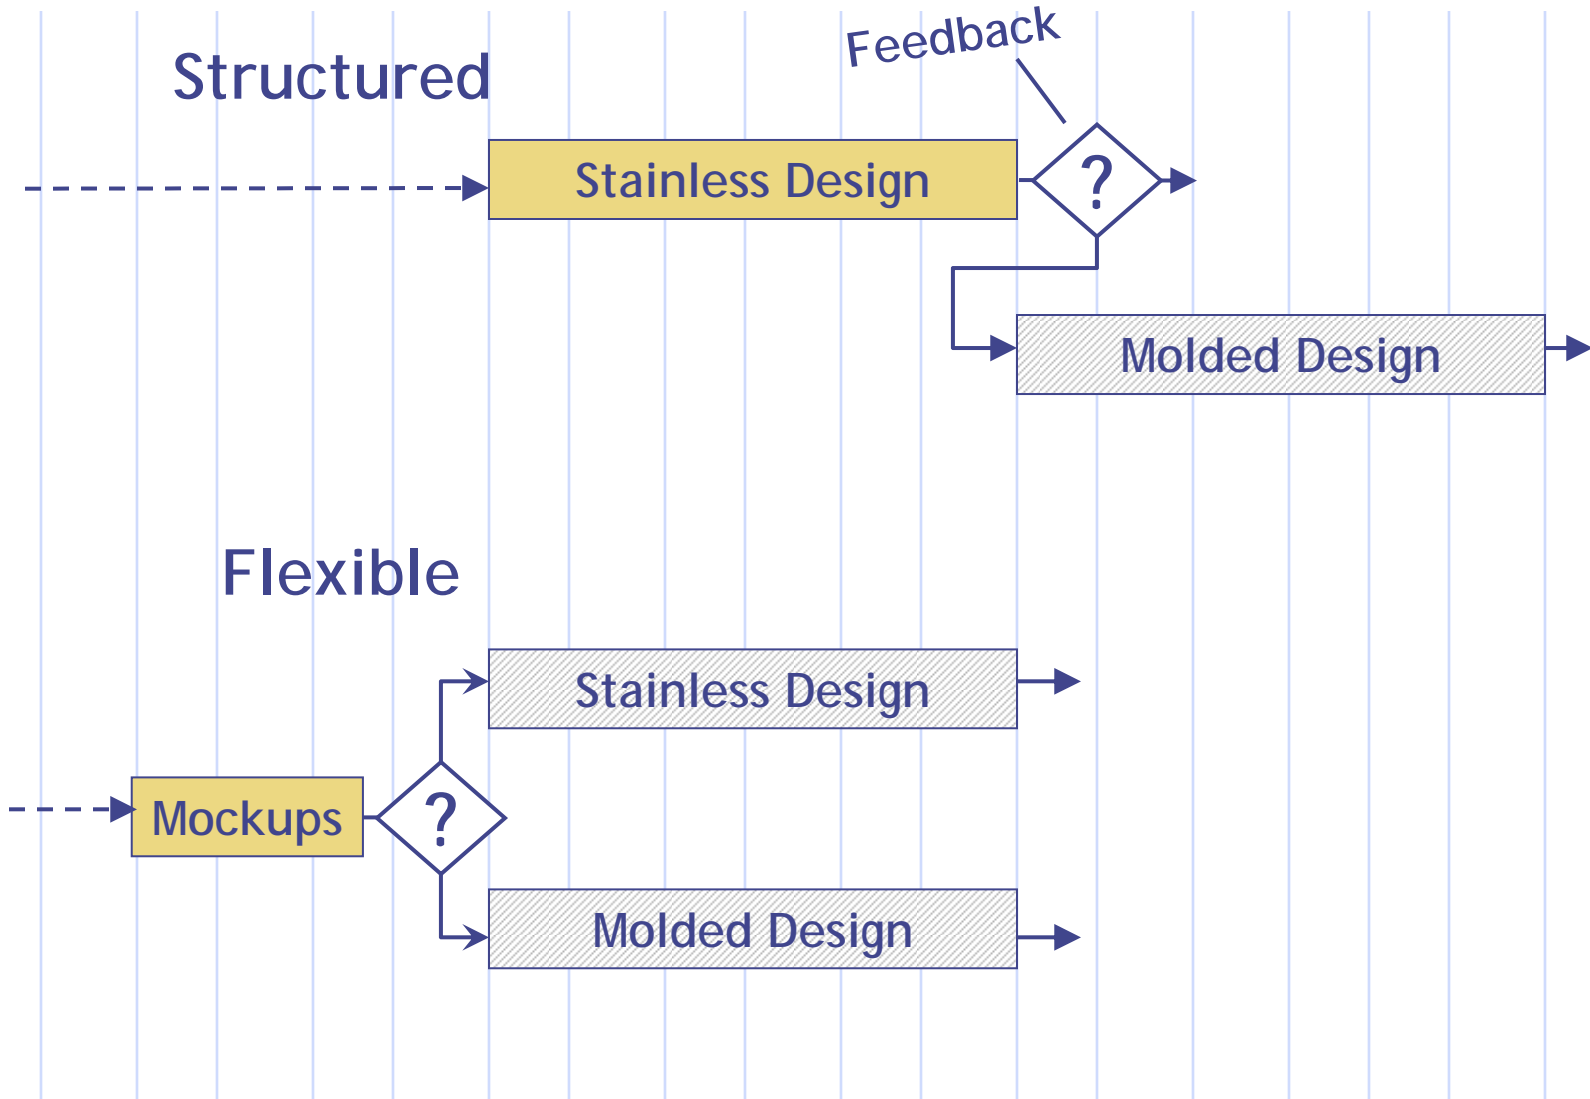 Feedback
Structured
Stainless Design
?
Molded Design
Flexible
Stainless Design
Mockups
?
Molded Design